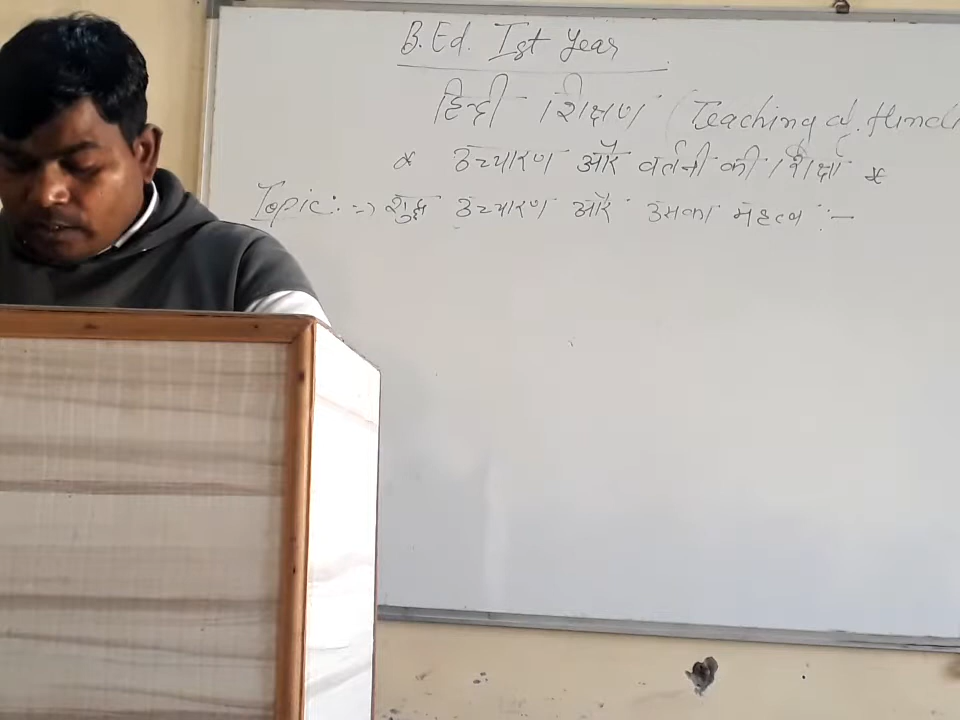 B.Ed. Ist Year
हिन्दी शिक्षण (Teaching of Hindi
* उच्चारण और वर्तनी की शिक्षा *
Topic :=> शुद्ध उच्चारण और उसका महत्व :-